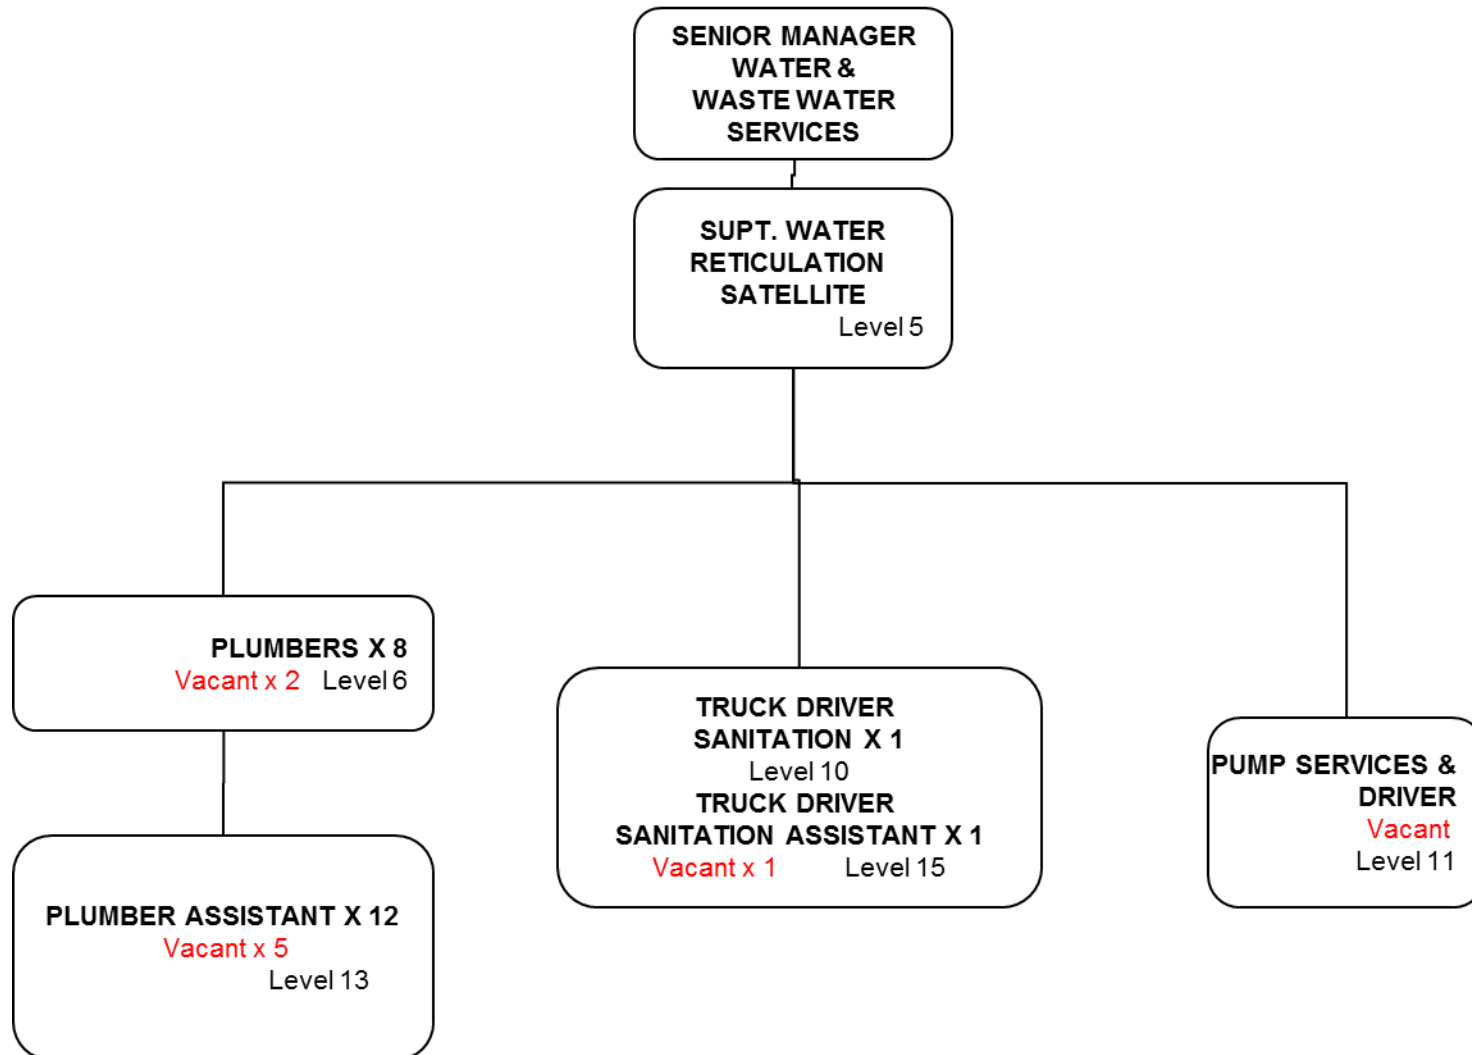 SENIOR MANAGER
WATER &
WASTE WATER
SERVICES
SUPT. WATER
RETICULATION
SATELLITE
Level 5
PLUMBERS X 8
Vacant x 2 Level 6
PLUMBER ASSISTANT X 12
Vacant x 5
Level 13
TRUCK DRIVER
SANITATION X 1
Level 10
TRUCK DRIVER
SANITATION ASSISTANT X 1
Vacant x 1 Level 15
PUMP SERVICES &
DRIVER
Vacant
Level 11